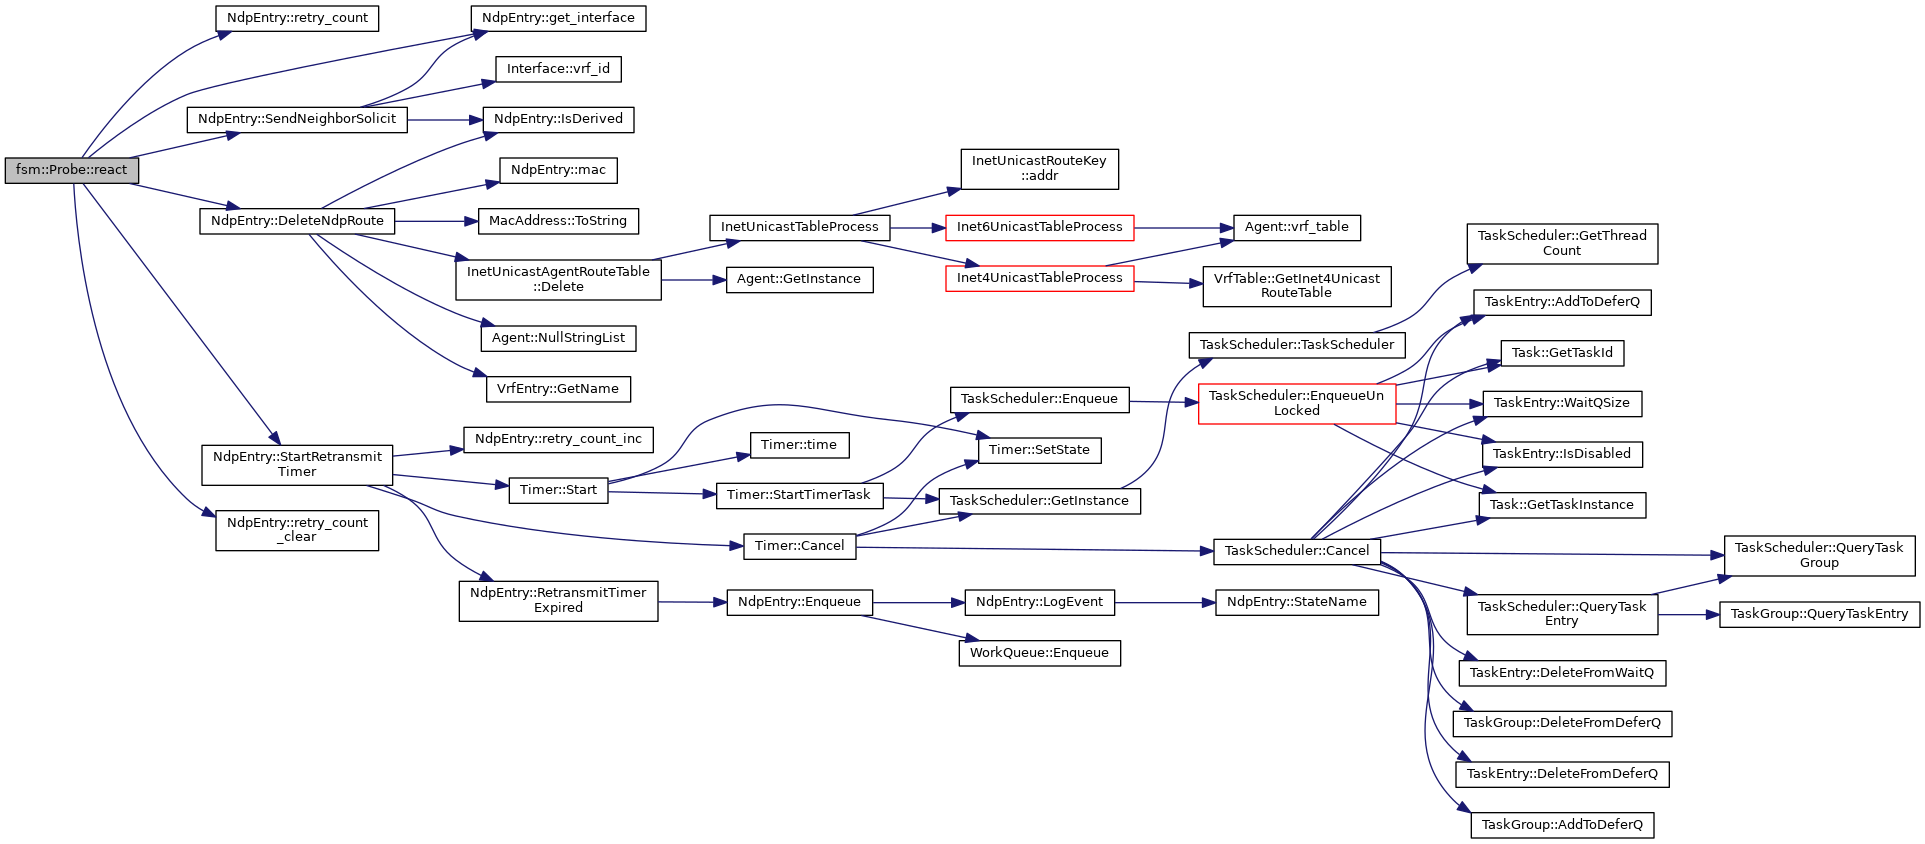 fsm::Probe::react
NdpEntry::retry_count
NdpEntry::get_interface
Interface::vrf_id
NdpEntry::SendNeighborSolicit
NdpEntry::IsDerived
NdpEntry::mac
NdpEntry::DeleteNdpRoute
MacAddress::ToString
InetUnicastAgentRouteTable
::Delete
Agent::NullStringList
VrfEntry::GetName
InetUnicastTableProcess
Agent::GetInstance
InetUnicastRouteKey
::addr
Inet6UnicastTableProcess
Inet4UnicastTableProcess
Agent::vrf_table
VrfTable::GetInet4Unicast
RouteTable
NdpEntry::StartRetransmit
Timer
NdpEntry::retry_count
_clear
NdpEntry::retry_count_inc
Timer::Start
Timer::time
Timer::StartTimerTask
Timer::Cancel
TaskScheduler::Enqueue
Timer::SetState
TaskScheduler::GetInstance
TaskScheduler::TaskScheduler
TaskScheduler::EnqueueUn
Locked
TaskScheduler::GetThread
Count
TaskEntry::AddToDeferQ
Task::GetTaskId
TaskEntry::WaitQSize
TaskEntry::IsDisabled
Task::GetTaskInstance
TaskScheduler::Cancel
TaskScheduler::QueryTask
Group
TaskScheduler::QueryTask
Entry
TaskGroup::QueryTaskEntry
TaskEntry::DeleteFromWaitQ
TaskGroup::DeleteFromDeferQ
TaskEntry::DeleteFromDeferQ
TaskGroup::AddToDeferQ
NdpEntry::RetransmitTimer
Expired
NdpEntry::Enqueue
NdpEntry::LogEvent
NdpEntry::StateName
WorkQueue::Enqueue